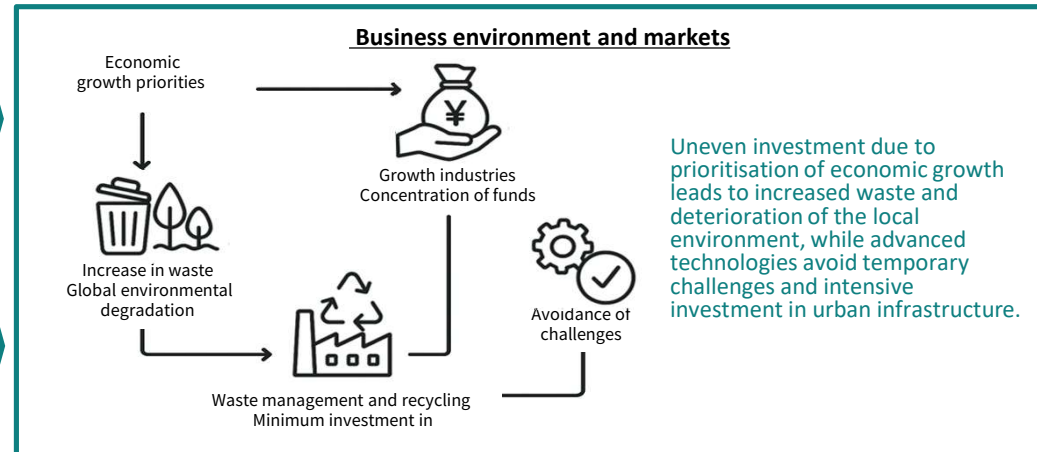 Business environment and markets
Economic
growth priorities
¥
Growth industries
Concentration of funds
Increase in waste
Global environmental
degradation
Avoidance of
challenges
Waste management and recycling
Minimum investment in
Uneven investment due to
prioritisation of economic growth
leads to increased waste and
deterioration of the local
environment, while advanced
technologies avoid temporary
challenges and intensive
investment in urban infrastructure.